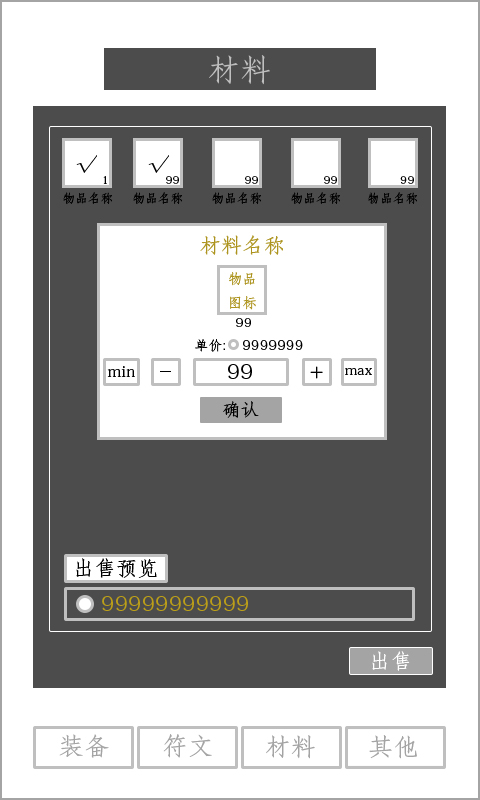 材料
√ √
1 99 99 99 99
物品名称 物品名称 物品名称 物品名称 物品名称
材料名称
物品
图标
99
单价: 9999999
min − 99 + max
确认
出售预览
99999999999
出售
装备 符文 材料 其他